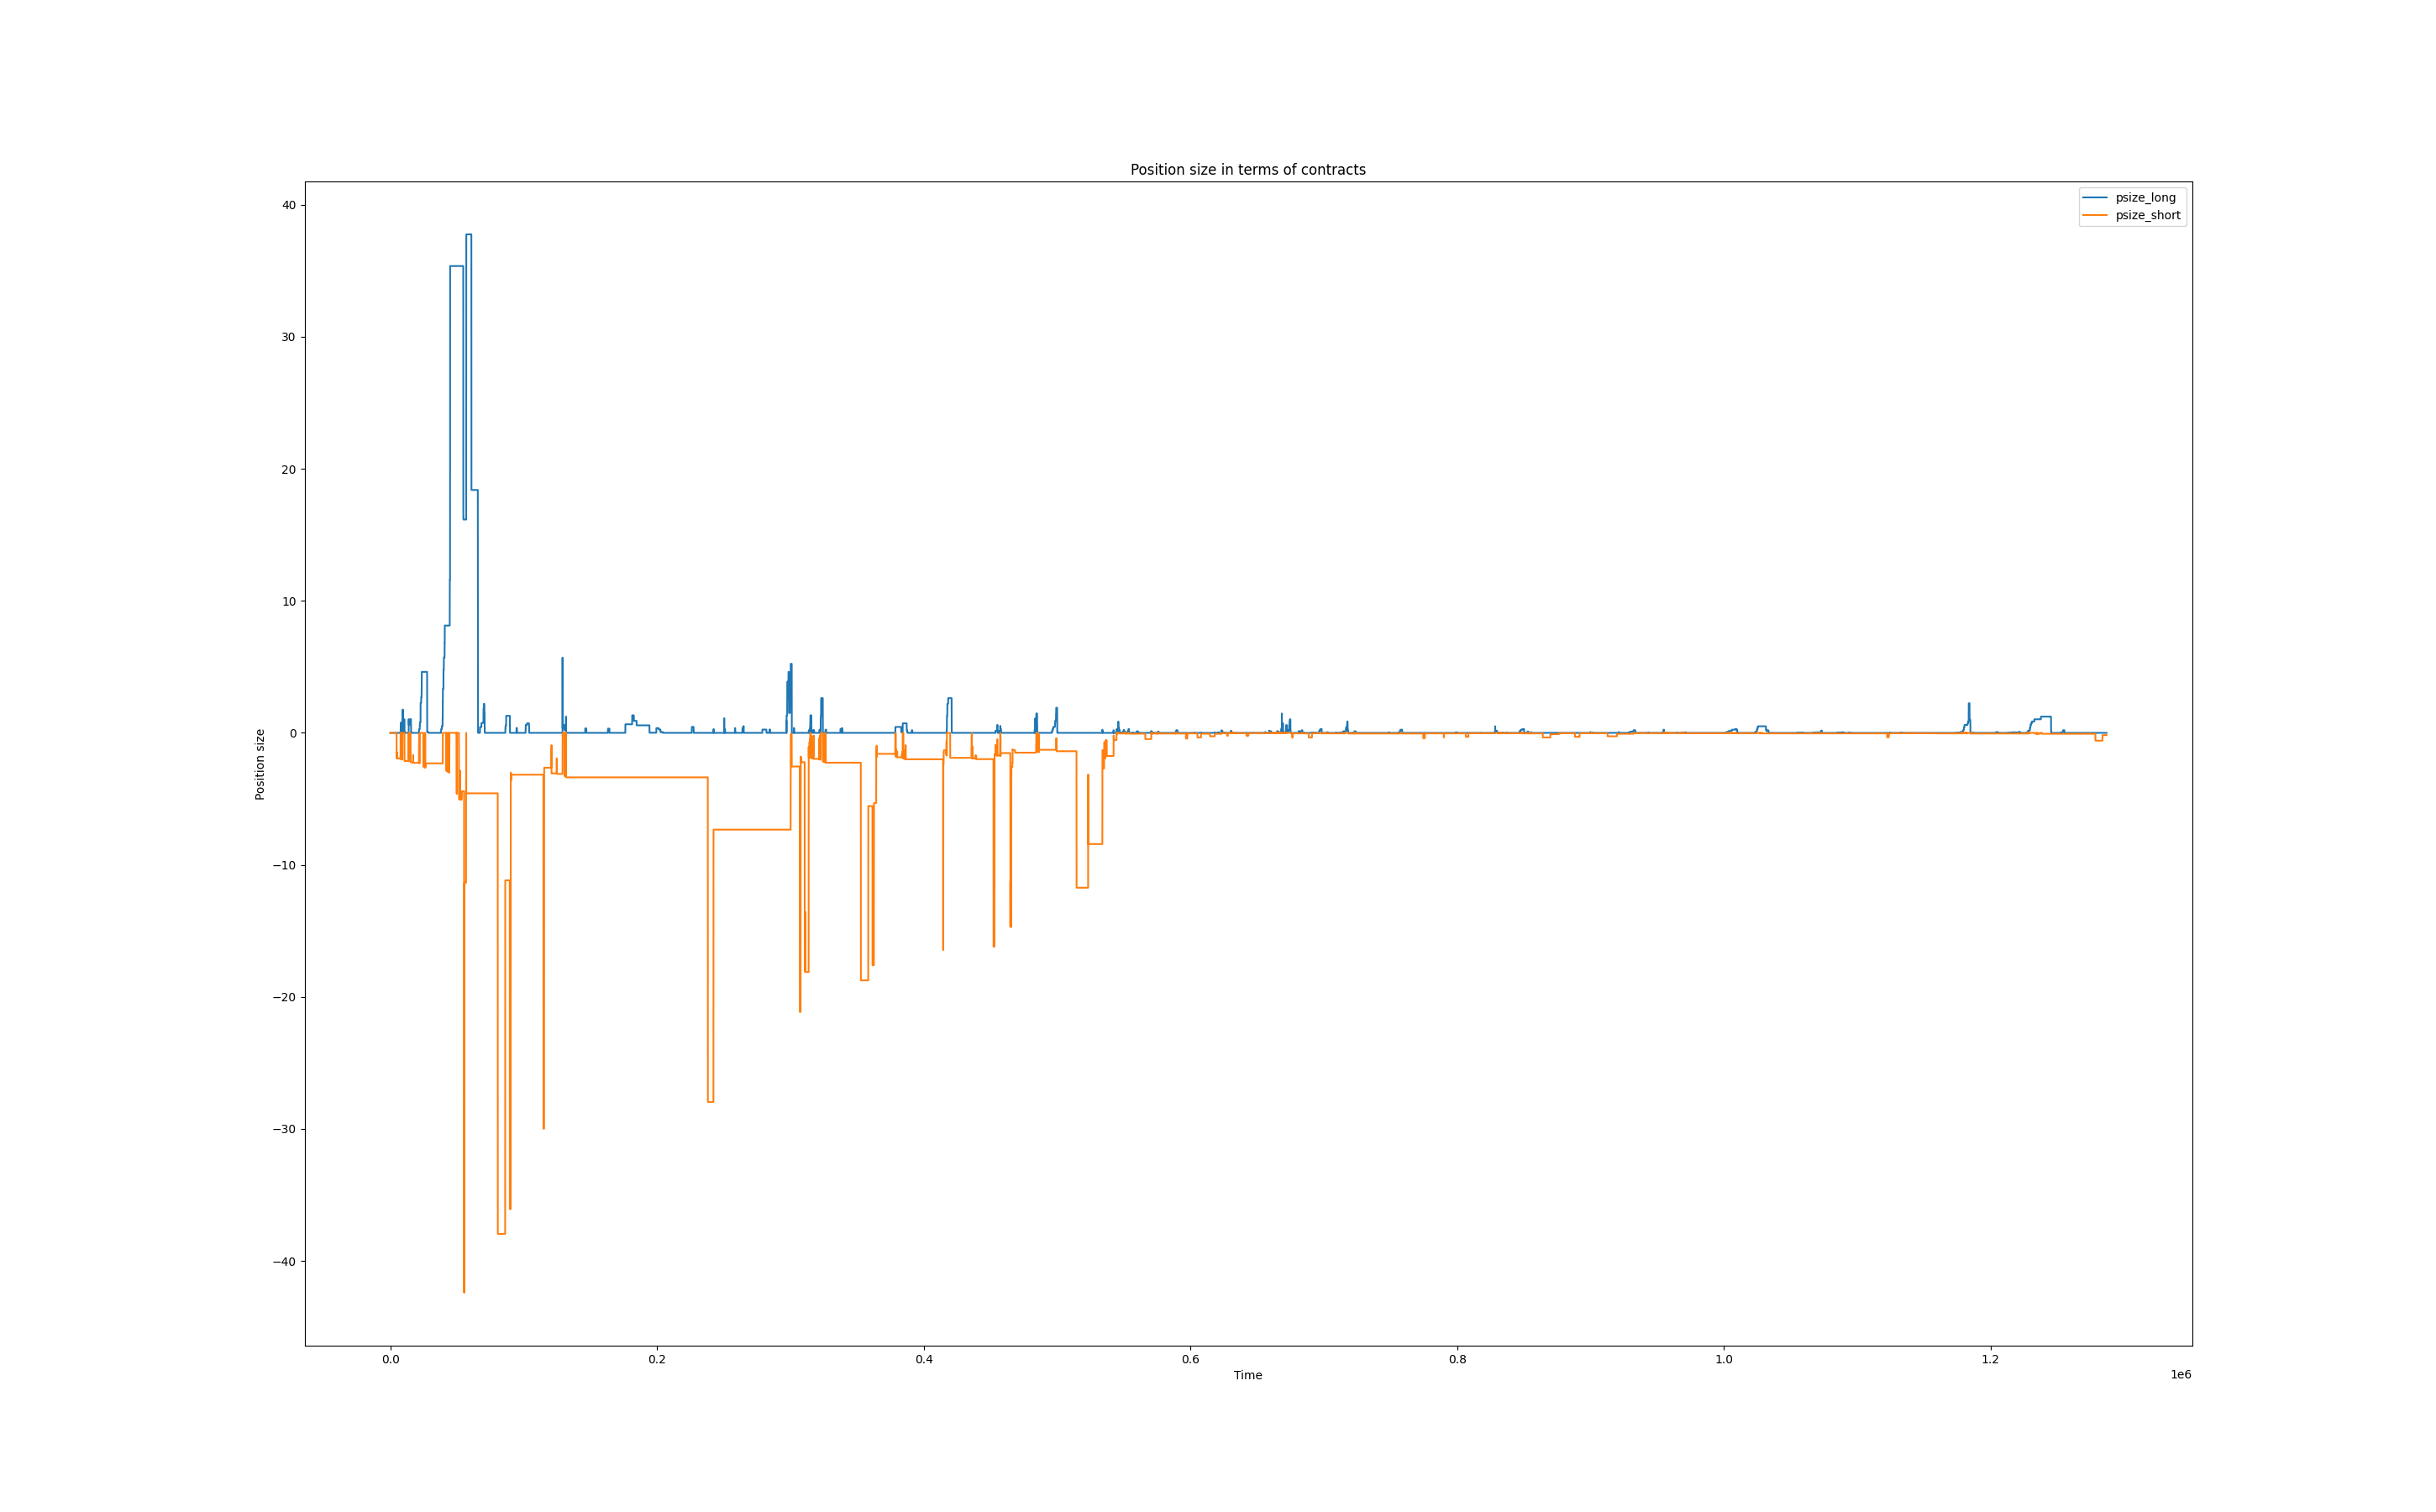 Position size in terms of contracts
psize_long
psize_short
Position size
40
30
20
10
0
−10
−20
−30
−40
0.0 0.2 0.4 0.6 0.8 1.0 1.2
1e6
Time